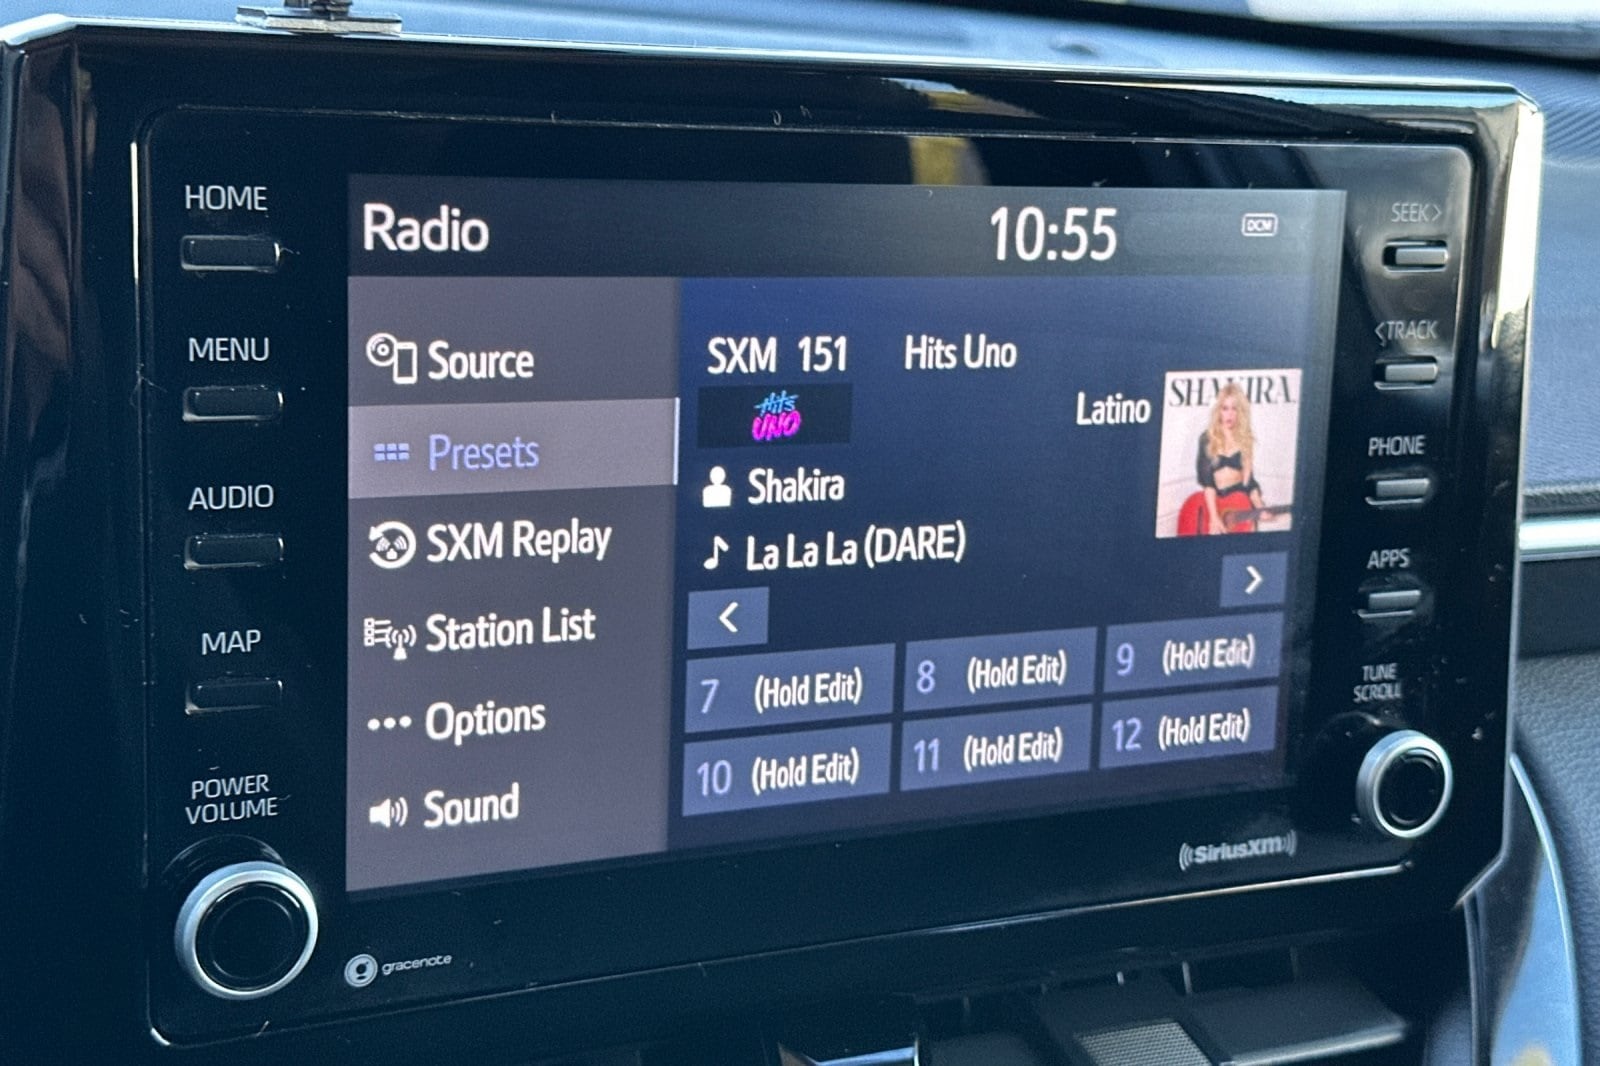 HOME
MENU
AUDIO
MAP
POWER
VOLUME
Radio
10:55
DCM
Source
Presets
SXM Replay
Station List
Options
Sound
SXM 151 Hits Uno
Hits
UNO
Latino
SHAKIRA.
Shakira
La La La (DARE)
<
>
7 (Hold Edit)
8 (Hold Edit)
9 (Hold Edit)
10 (Hold Edit)
11 (Hold Edit)
12 (Hold Edit)
SEEK>
<TRACK
PHONE
APPS
TUNE
SCROLL
((SiriusXM))
g gracenote